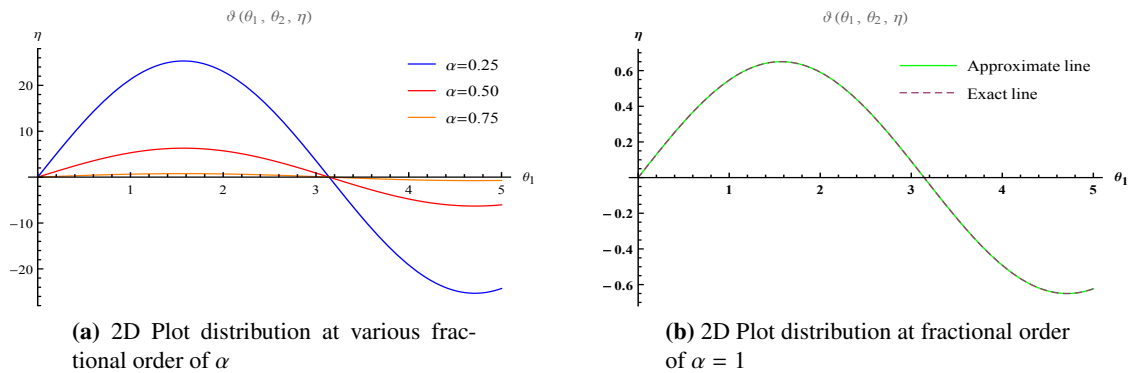 ϑ (θ₁ , θ₂ , η)
η
20
10
−10
−20
1
2
3
4
5
θ₁
α=0.25
α=0.50
α=0.75
(a) 2D Plot distribution at various frac-
tional order of α
ϑ (θ₁ , θ₂ , η)
η
0.6
0.4
0.2
−0.2
−0.4
−0.6
1
2
3
4
5
θ₁
Approximate line
Exact line
(b) 2D Plot distribution at fractional order
of α = 1